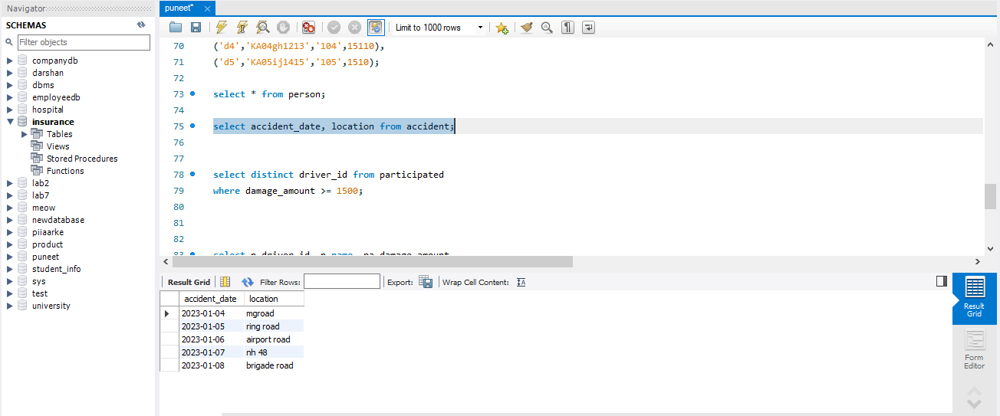 Navigator
SCHEMAS
Filter objects
companydb
darshan
dbms
employeedb
hospital
insurance
Tables
Views
Stored Procedures
Functions
lab2
lab7
meow
newdatabase
piiaarke
product
puneet
student_info
sys
test
university
puneet*
Limit to 1000 rows
70 ('d4','KA04gh1213','104',15110),
71 ('d5','KA05ij1415','105',1510);
72
73 select * from person;
74
75 select accident_date, location from accident;
76
77
78 select distinct driver_id from participated
79 where damage_amount >= 1500;
80
81
82
83 select p.driver_id, p.name, pa.damage_amount
Result Grid Filter Rows: Export: Wrap Cell Content:
accident_date location
2023-01-04 mgroad
2023-01-05 ring road
2023-01-06 airport road
2023-01-07 nh 48
2023-01-08 brigade road
Result
Grid
Form
Editor